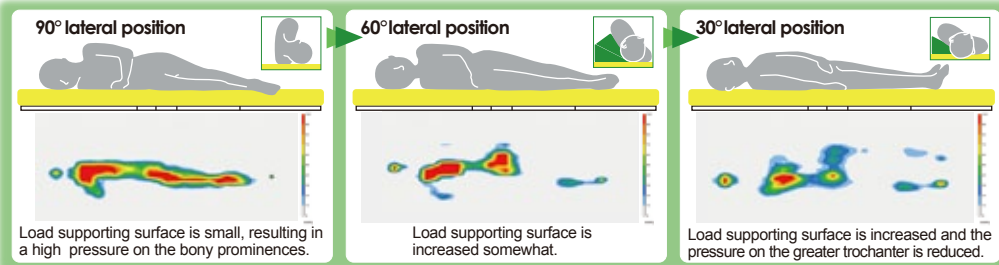 90° lateral position
60° lateral position
30° lateral position
Load supporting surface is small, resulting in
a high pressure on the bony prominences.
Load supporting surface is
increased somewhat.
Load supporting surface is increased and the
pressure on the greater trochanter is reduced.